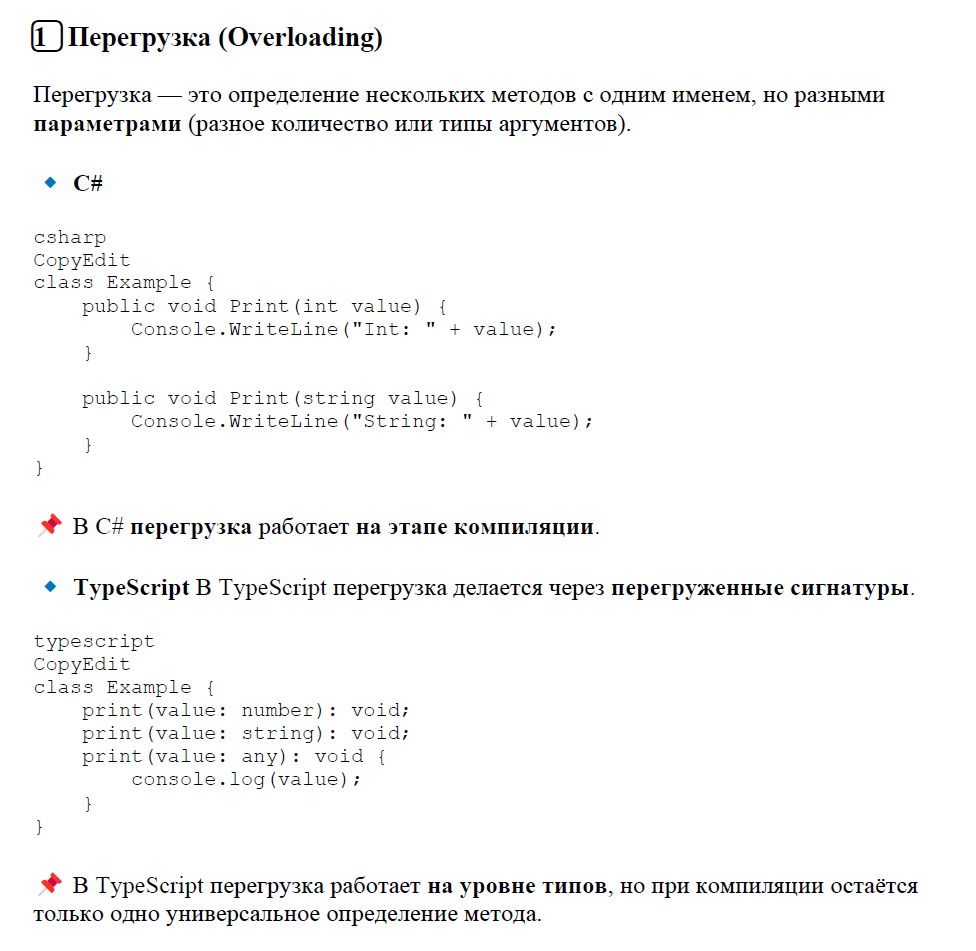 1 Перегрузка (Overloading)
Перегрузка — это определение нескольких методов с одним именем, но разными
параметрами (разное количество или типы аргументов).
C#
csharp
CopyEdit
class Example {
    public void Print(int value) {
        Console.WriteLine("Int: " + value);
    }
    public void Print(string value) {
        Console.WriteLine("String: " + value);
    }
}
В C# перегрузка работает на этапе компиляции.
TypeScript В TypeScript перегрузка делается через перегруженные сигнатуры.
typescript
CopyEdit
class Example {
    print(value: number): void;
    print(value: string): void;
    print(value: any): void {
        console.log(value);
    }
}
В TypeScript перегрузка работает на уровне типов, но при компиляции остаётся
только одно универсальное определение метода.